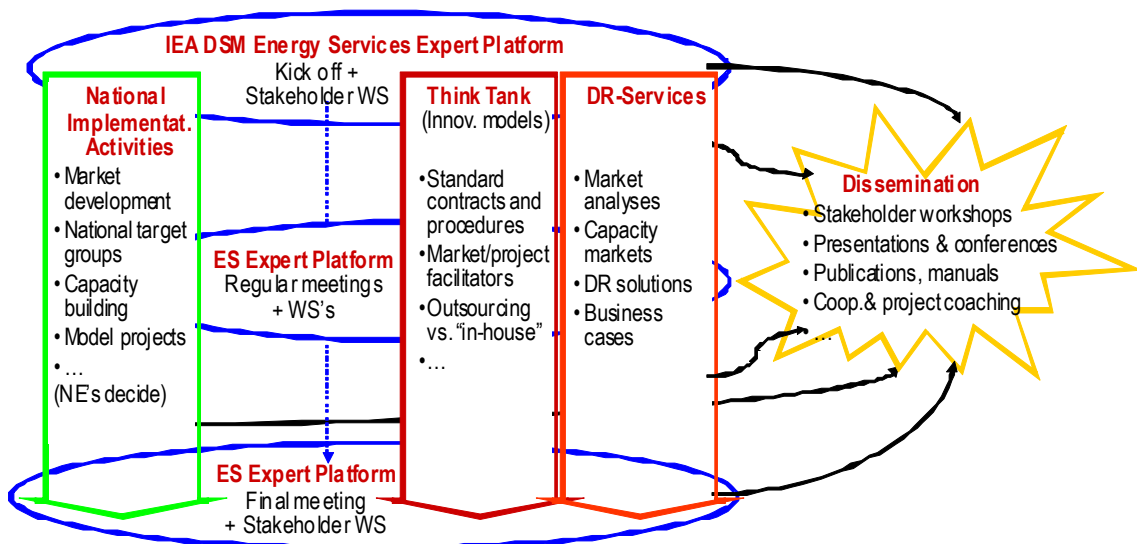 IEA DSM Energy Services Expert Platform
Kick off +
Stakeholder WS
National
Implementat.
Activities
• Market
development
• National target
groups
• Capacity
building
• Model projects
• ...
(NE's decide)
ES Expert Platform
Regular meetings
+ WS's
ES Expert Platform
Final meeting
+ Stakeholder WS
Think Tank
(Innov. models)
• Standard
contracts and
procedures
• Market/project
facilitators
• Outsourcing
vs. "in-house"
• ...
DR-Services
• Market
analyses
• Capacity
markets
• DR solutions
• Business
cases
Dissemination
• Stakeholder workshops
• Presentations & conferences
• Publications, manuals
• Coop.& project coaching
• ...